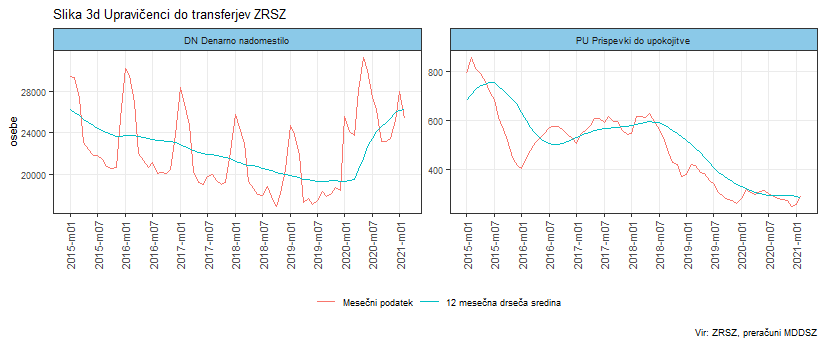 Slika 3d Upravičenci do transferjev ZRSZ
DN Denarno nadomestilo
PU Prispevki do upokojitve
osebe
28000
24000
20000
800
600
400
2015-m01
2015-m07
2016-m01
2016-m07
2017-m01
2017-m07
2018-m01
2018-m07
2019-m01
2019-m07
2020-m01
2020-m07
2021-m01
2015-m01
2015-m07
2016-m01
2016-m07
2017-m01
2017-m07
2018-m01
2018-m07
2019-m01
2019-m07
2020-m01
2020-m07
2021-m01
Mesečni podatek
12 mesečna drseča sredina
Vir: ZRSZ, preračuni MDDSZ